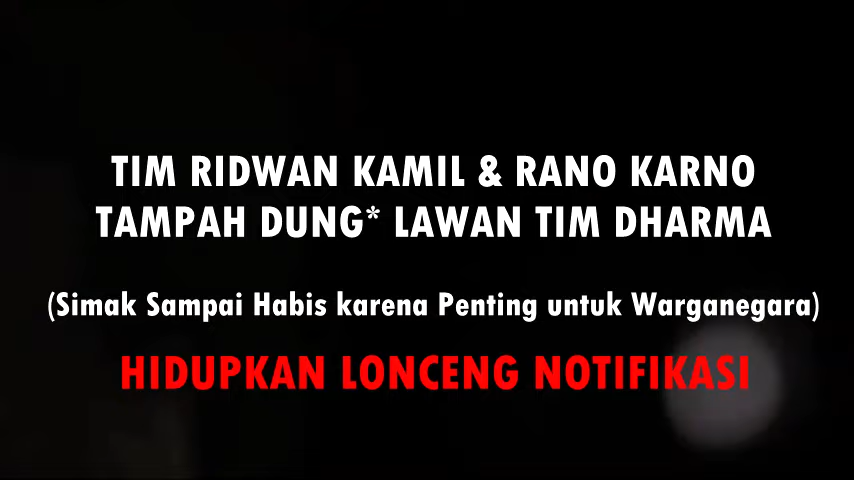 TIM RIDWAN KAMIL & RANO KARNO
TAMPAH DUNG* LAWAN TIM DHARMA
(Simak Sampai Habis karena Penting untuk Warganegara)
HIDUPKAN LONCENG NOTIFIKASI